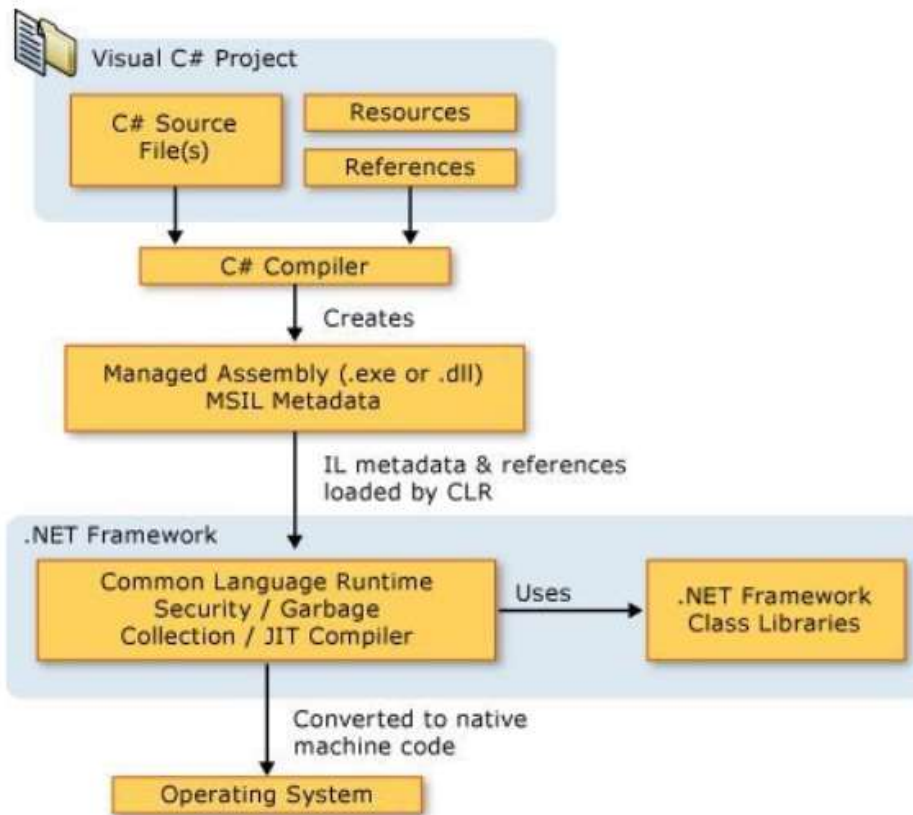 Visual C# Project
C# Source
File(s)
Resources
References
C# Compiler
Creates
Managed Assembly (.exe or .dll)
MSIL Metadata
IL metadata & references
loaded by CLR
.NET Framework
Common Language Runtime
Security / Garbage
Collection / JIT Compiler
Uses
.NET Framework
Class Libraries
Converted to native
machine code
Operating System